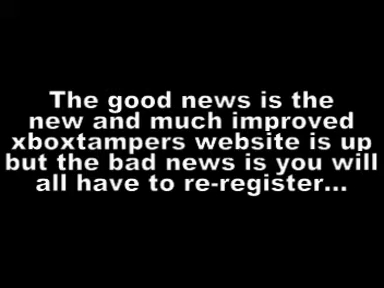 The good news is the
new and much improved
xboxtampers website is up
but the bad news is you will
all have to re-register...